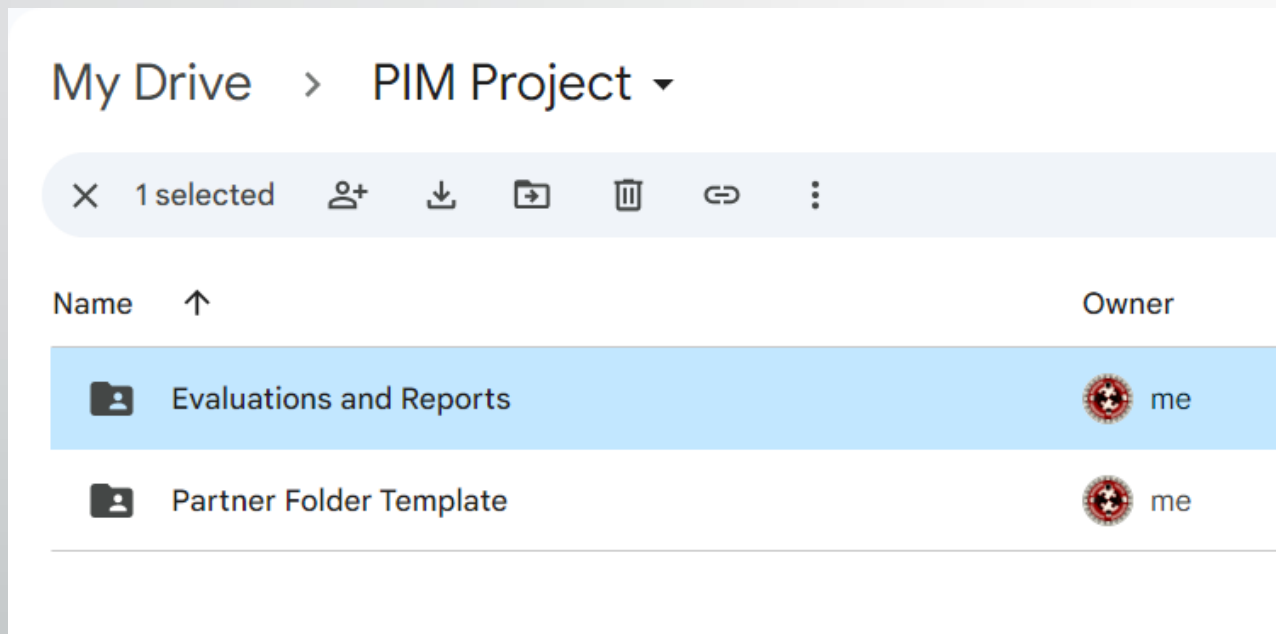 My Drive > PIM Project
1 selected
Name Owner
Evaluations and Reports me
Partner Folder Template me